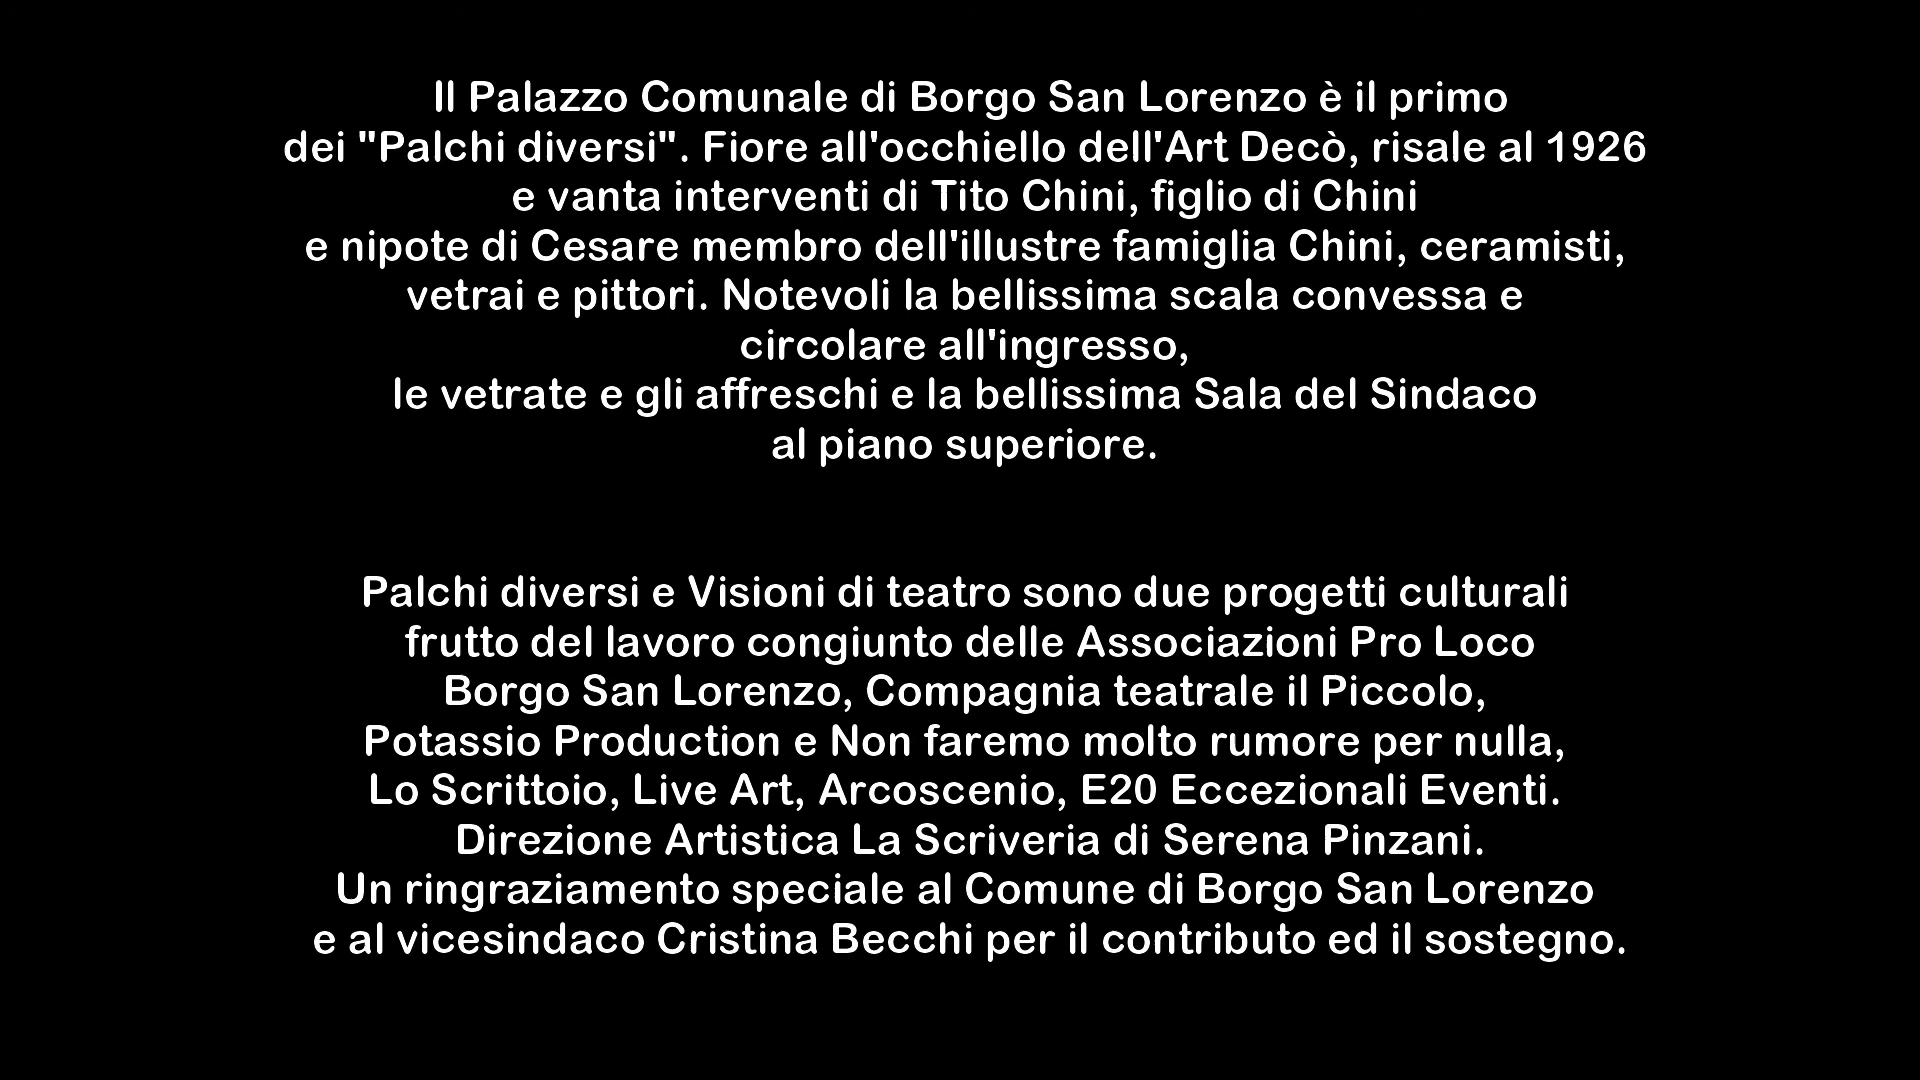 Il Palazzo Comunale di Borgo San Lorenzo è il primo
dei "Palchi diversi". Fiore all'occhiello dell'Art Decò, risale al 1926
e vanta interventi di Tito Chini, figlio di Chini
e nipote di Cesare membro dell'illustre famiglia Chini, ceramisti,
vetrai e pittori. Notevoli la bellissima scala convessa e
circolare all'ingresso,
le vetrate e gli affreschi e la bellissima Sala del Sindaco
al piano superiore.
Palchi diversi e Visioni di teatro sono due progetti culturali
frutto del lavoro congiunto delle Associazioni Pro Loco
Borgo San Lorenzo, Compagnia teatrale il Piccolo,
Potassio Production e Non faremo molto rumore per nulla,
Lo Scrittoio, Live Art, Arcoscenio, E20 Eccezionali Eventi.
Direzione Artistica La Scriveria di Serena Pinzani.
Un ringraziamento speciale al Comune di Borgo San Lorenzo
e al vicesindaco Cristina Becchi per il contributo ed il sostegno.